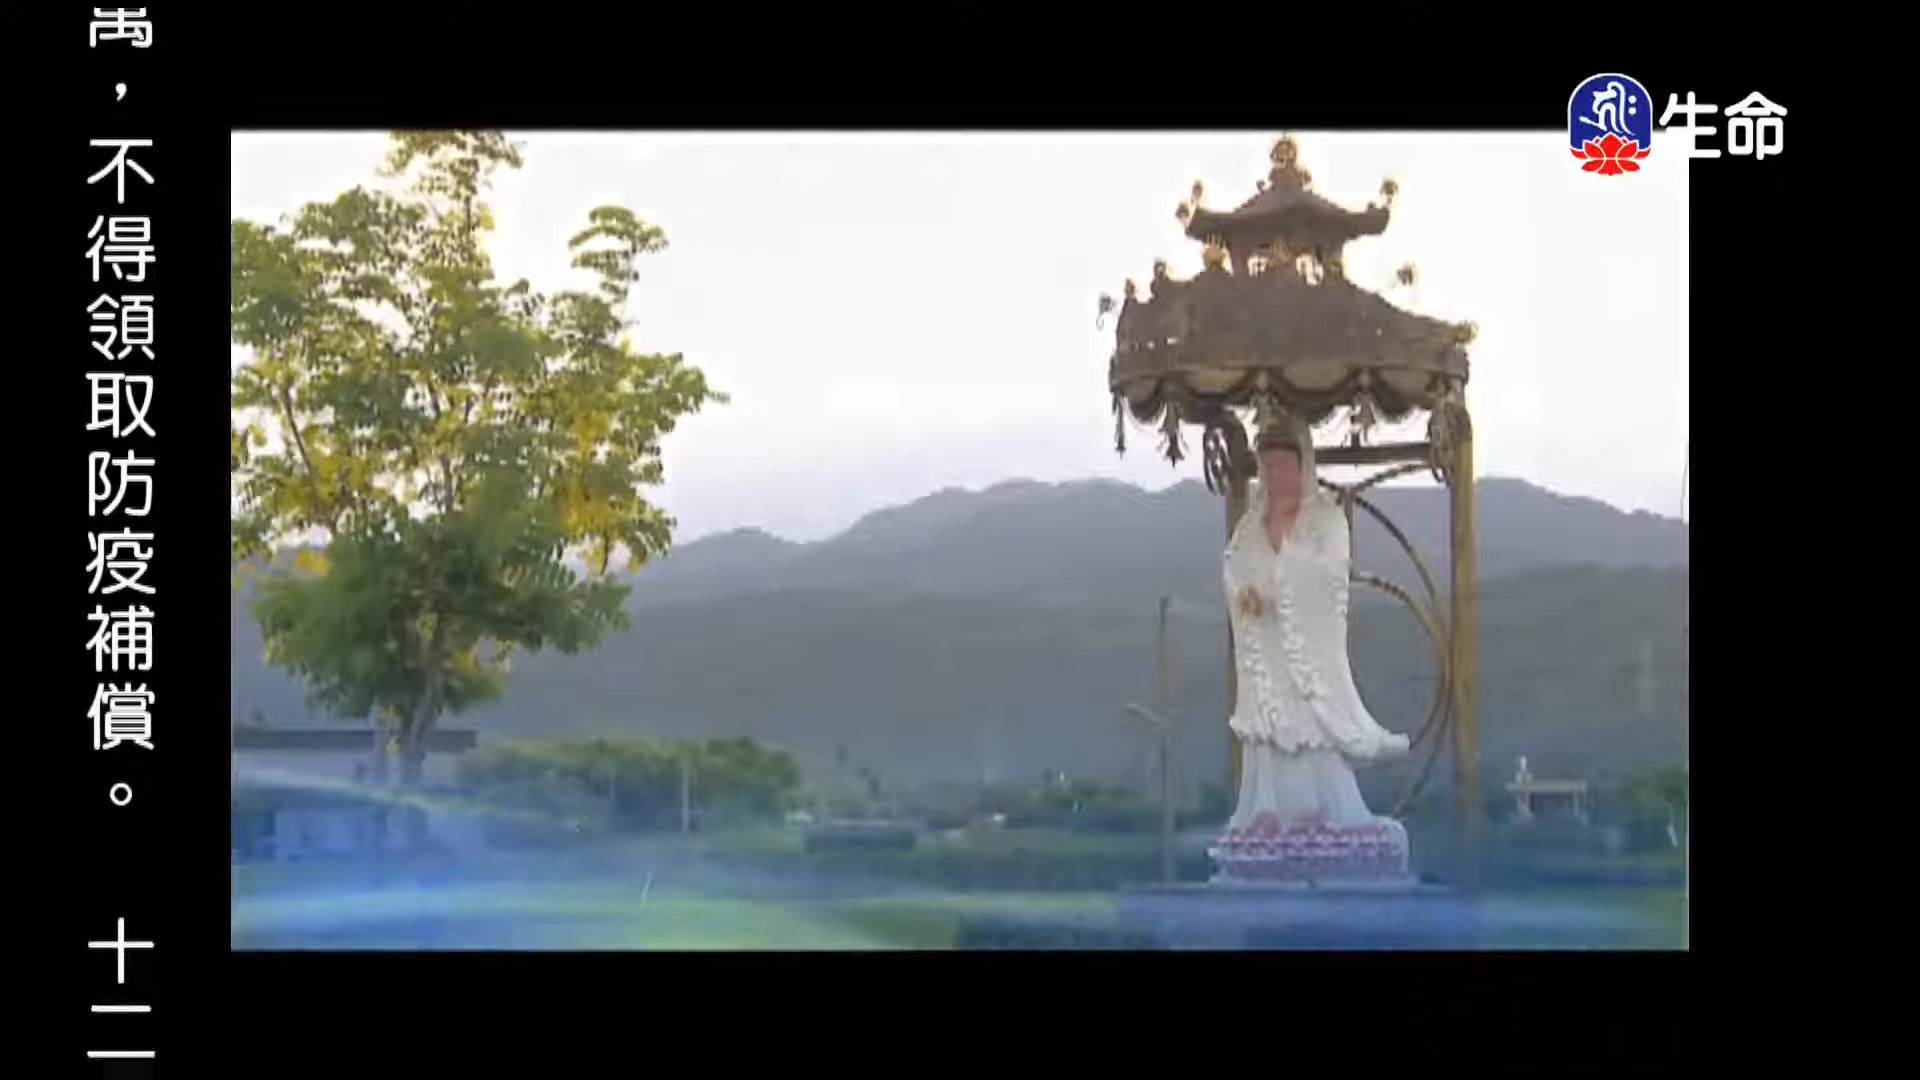 萬，不得領取防疫補償。 十二
生命